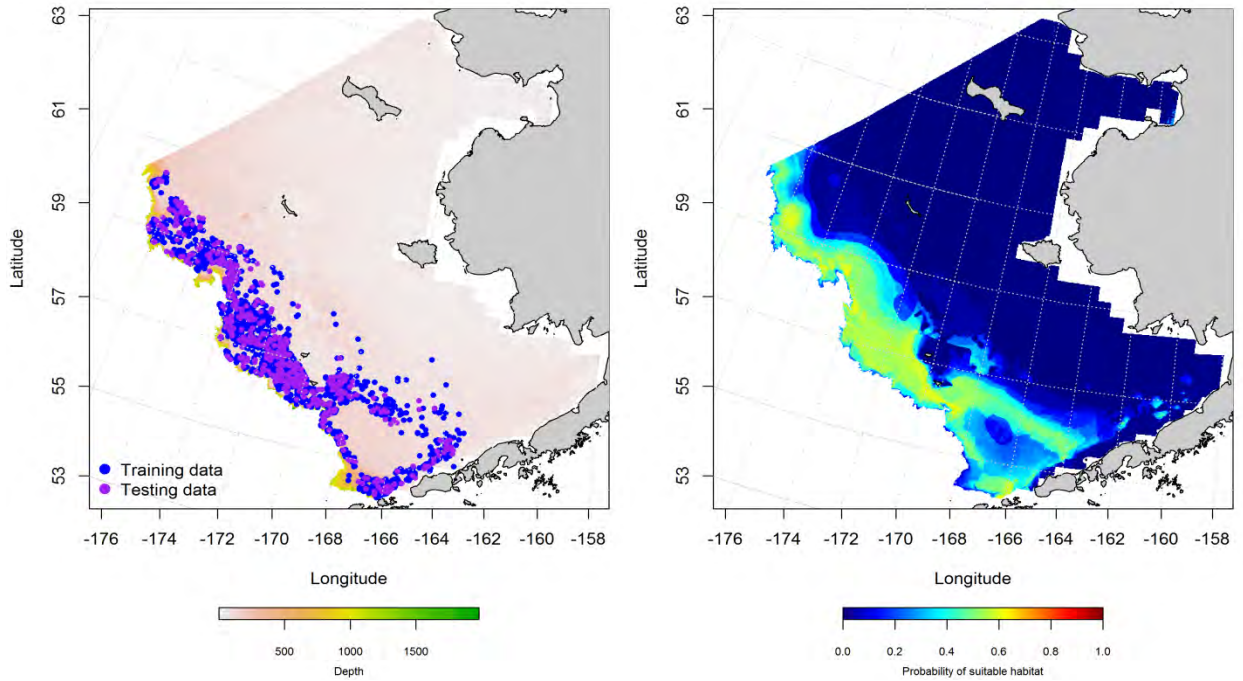 63
61
59
57
55
53
Latitude
Training data
Testing data
-176 -174 -172 -170 -168 -166 -164 -162 -160 -158
Longitude
500 1000 1500
Depth
63
61
59
57
55
53
Latitude
-176 -174 -172 -170 -168 -166 -164 -162 -160 -158
Longitude
0.0 0.2 0.4 0.6 0.8 1.0
Probability of suitable habitat